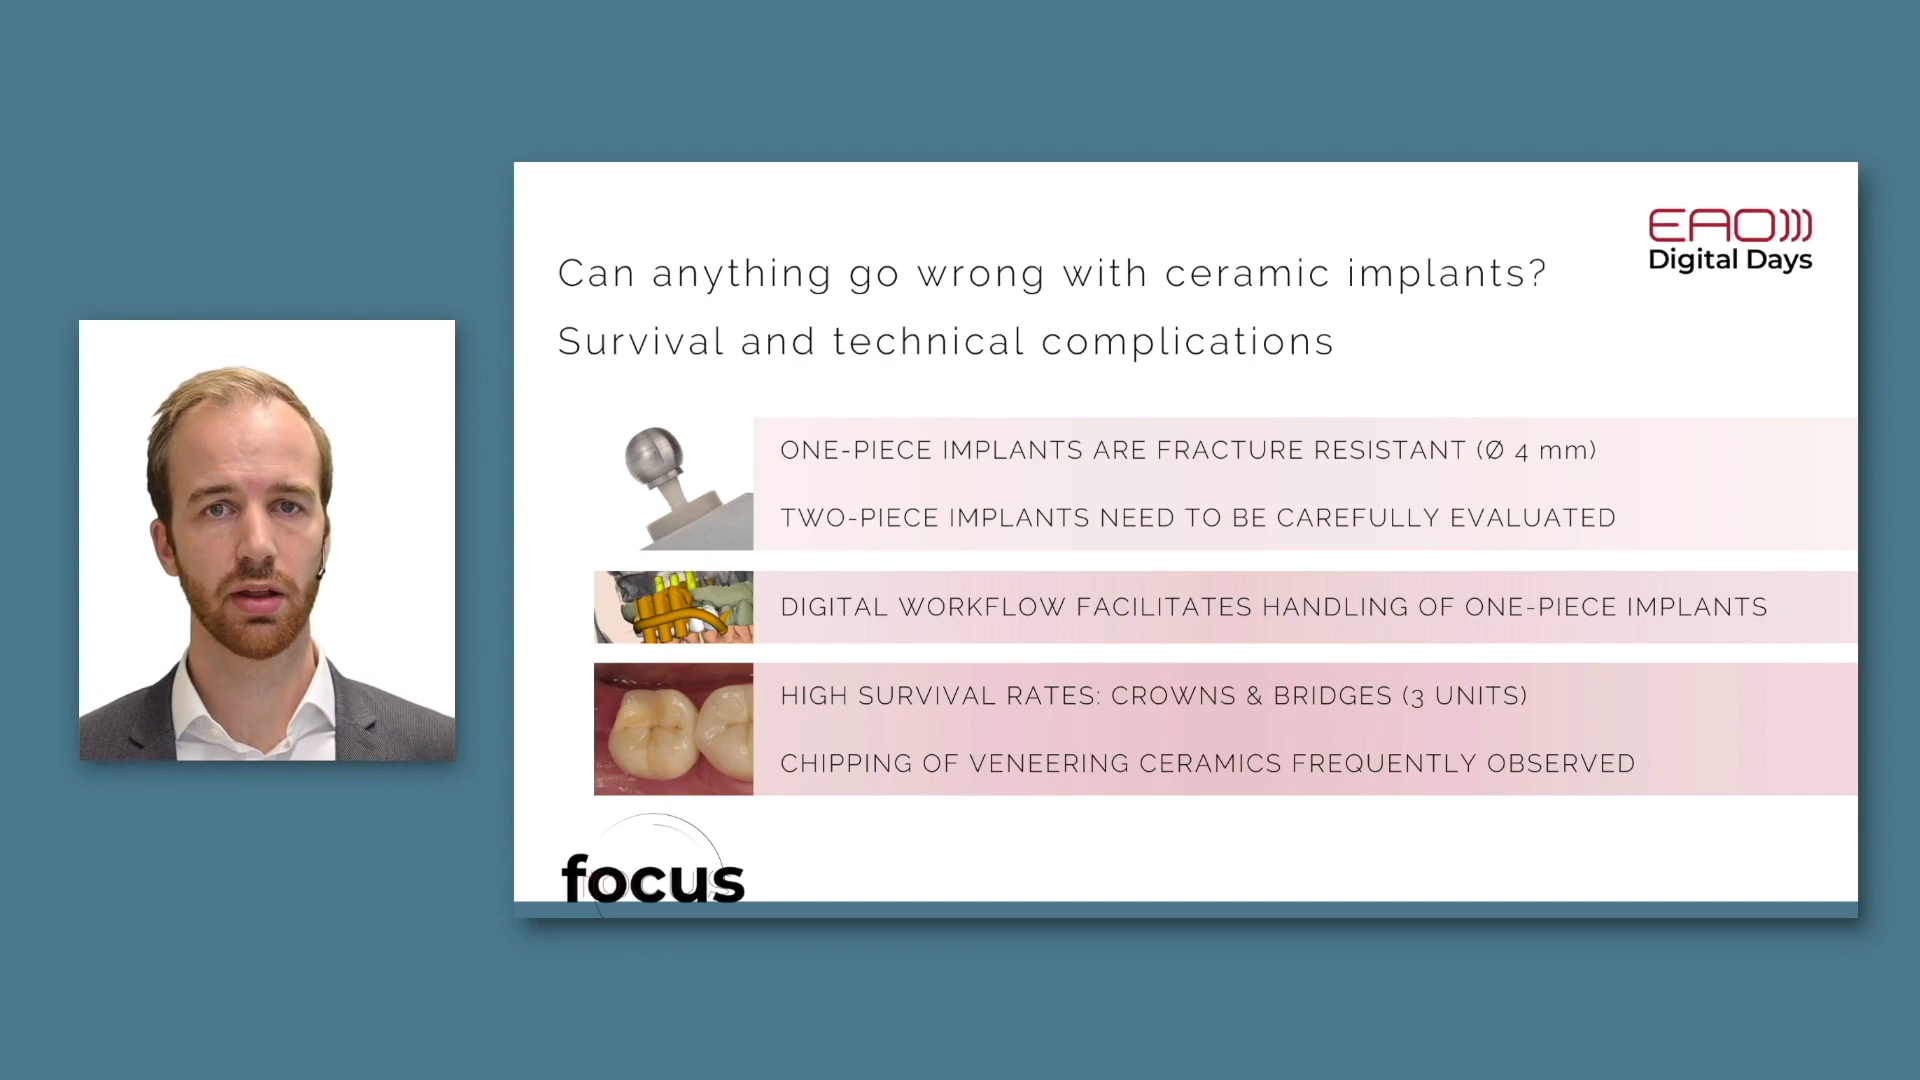 EAO
Digital Days
Can anything go wrong with ceramic implants?
Survival and technical complications
ONE-PIECE IMPLANTS ARE FRACTURE RESISTANT (Ø 4 mm)
TWO-PIECE IMPLANTS NEED TO BE CAREFULLY EVALUATED
DIGITAL WORKFLOW FACILITATES HANDLING OF ONE-PIECE IMPLANTS
HIGH SURVIVAL RATES: CROWNS & BRIDGES (3 UNITS)
CHIPPING OF VENEERING CERAMICS FREQUENTLY OBSERVED
focus